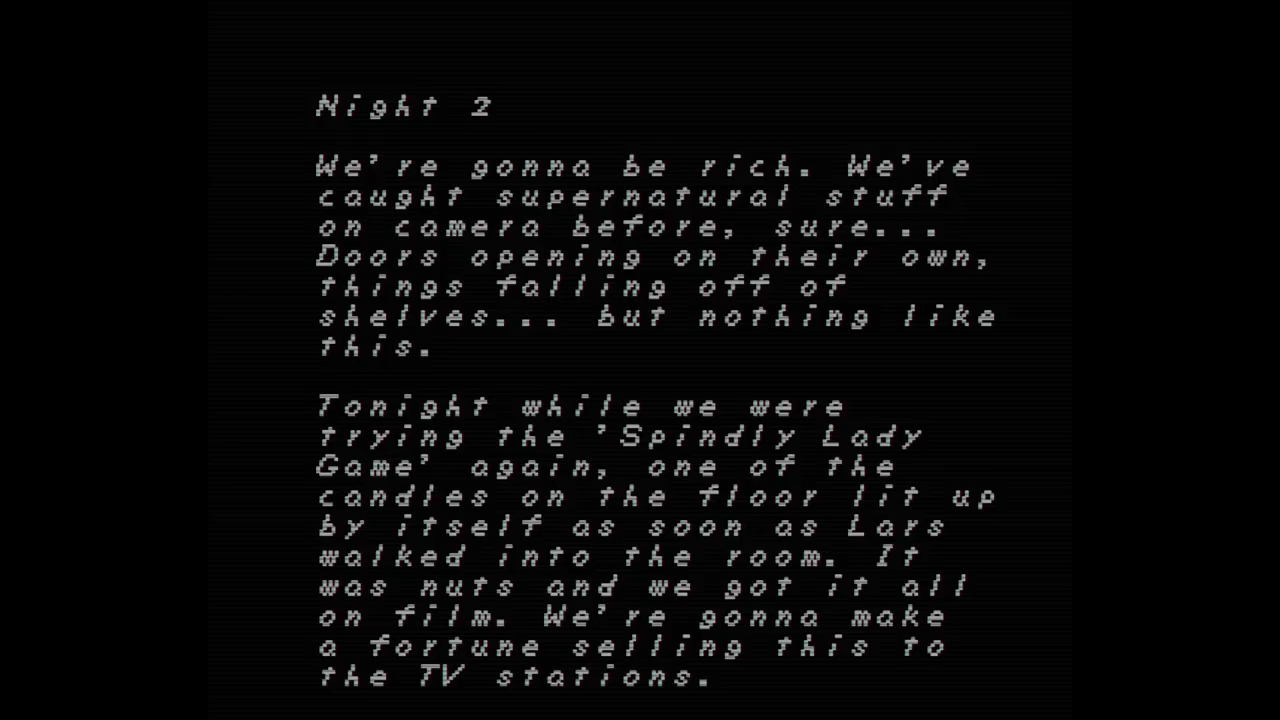 Night 2
We're gonna be rich. We've
caught supernatural stuff
on camera before, sure...
Doors opening on their own,
things falling off of
shelves... but nothing like
this.
Tonight while we were
trying the 'Spindly Lady
Game' again, one of the
candles on the floor lit up
by itself as soon as Lars
walked into the room. It
was nuts and we got it all
on film. We're gonna make
a fortune selling this to
the TV stations.